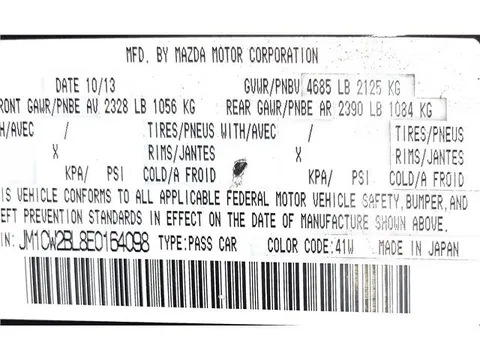 MFD. BY MAZDA MOTOR CORPORATION
DATE 10/13 GVWR/PNBV 4685 LB 2125 KG
RONT GAWR/PNBE AV 2328 LB 1056 KG REAR GAWR/PNBE AR 2390 LB 1084 KG
H/AVEC / TIRES/PNEUS WITH/AVEC / TIRES/PNEUS
X RIMS/JANTES X RIMS/JANTES
KPA/ PSI COLD/A FROID KPA/ PSI COLD/A FROID
IS VEHICLE CONFORMS TO ALL APPLICABLE FEDERAL MOTOR VEHICLE SAFETY, BUMPER, AND
EFT PREVENTION STANDARDS IN EFFECT ON THE DATE OF MANUFACTURE SHOWN ABOVE.
IN: JM1CW2BL8E0164098 TYPE: PASS CAR COLOR CODE: 41W MADE IN JAPAN